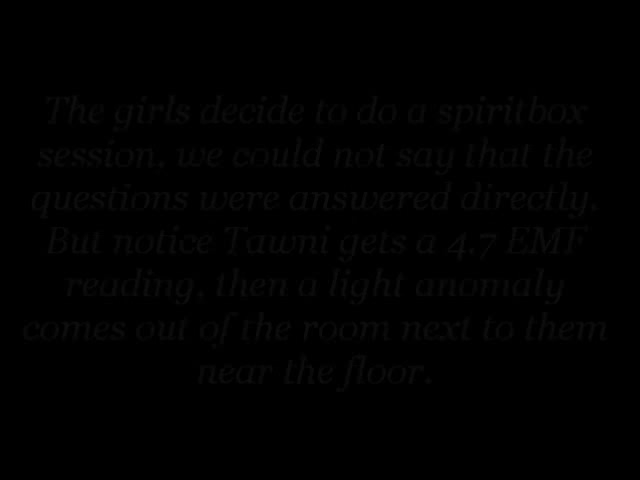 The girls decide to do a spiritbox
session, we could not say that the
questions were answered directly.
But notice Tawni gets a 4.7 EMF
reading, then a light anomaly
comes out of the room next to them
near the floor.